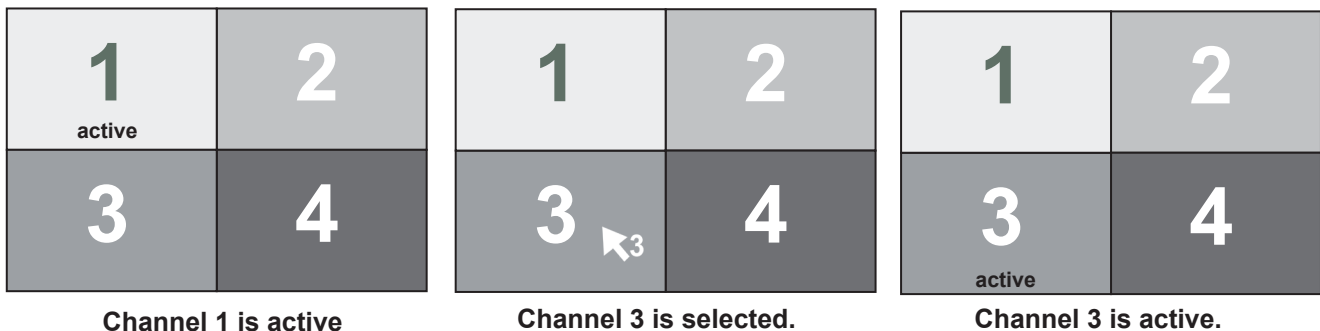 1 2
active
3 4
Channel 1 is active
1 2
3 3 4
Channel 3 is selected.
1 2
3 4
active
Channel 3 is active.